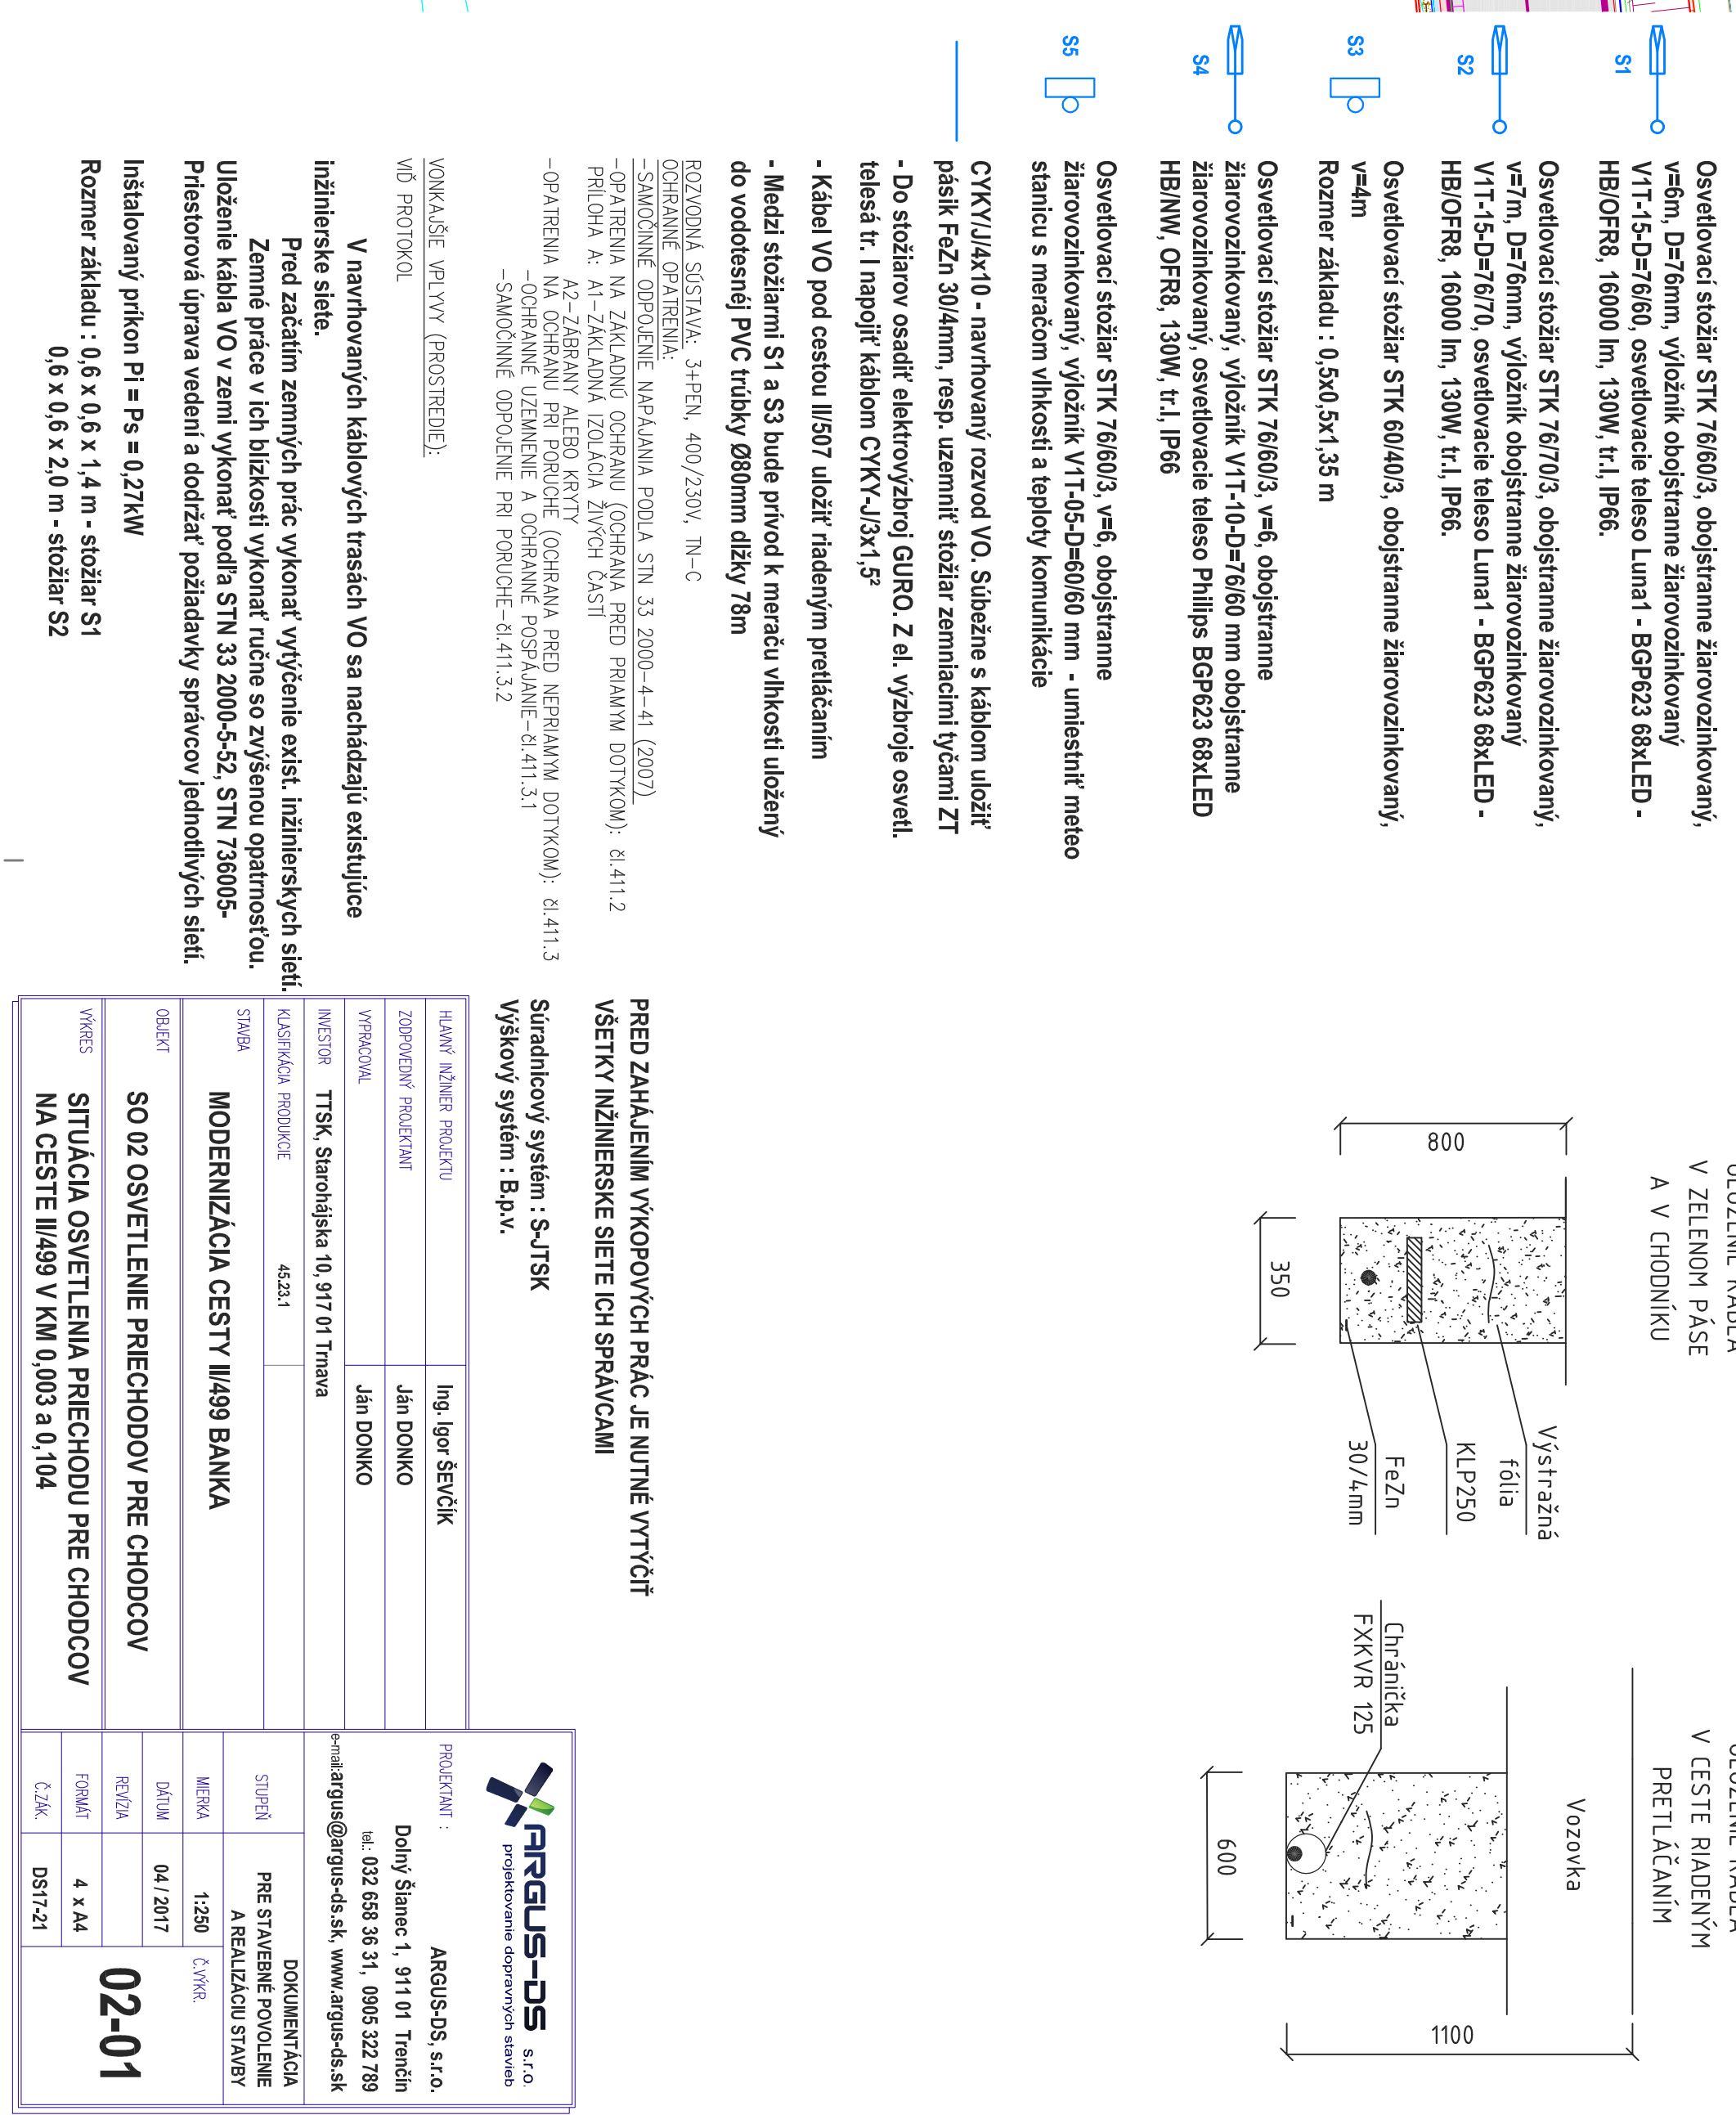 S1
Osvetlovací stožiar STK 76/60/3, obojstranne žiarovozinkovaný,
v=6m, D=76mm, výložník obojstranne žiarovozinkovaný
V1T-15-D=76/60, osvetlovacie teleso Luna1 - BGP623 68xLED -
HB/OFR8, 16000 lm, 130W, tr.I, IP66.
S2
Osvetlovací stožiar STK 76/70/3, obojstranne žiarovozinkovaný,
v=7m, D=76mm, výložník obojstranne žiarovozinkovaný
V1T-15-D=76/70, osvetlovacie teleso Luna1 - BGP623 68xLED -
HB/OFR8, 16000 lm, 130W, tr.I, IP66.
S3
Osvetlovací stožiar STK 60/40/3, obojstranne žiarovozinkovaný,
v=4m
Rozmer základu : 0,5x0,5x1,35 m
S4
Osvetlovací stožiar STK 76/60/3, v=6, obojstranne
žiarovozinkovaný, výložník V1T-10-D=76/60 mm obojstranne
žiarovozinkovaný, osvetlovacie teleso Philips BGP623 68xLED
HB/NW, OFR8, 130W, tr.I, IP66
S5
Osvetlovací stožiar STK 76/60/3, v=6, obojstranne
žiarovozinkovaný, výložník V1T-05-D=60/60 mm - umiestniť meteo
stanicu s meračom vlhkosti a teploty komunikácie
CYKY/J/4x10 - navrhovaný rozvod VO. Súbežne s káblom uložiť
pásik FeZn 30/4mm, resp. uzemniť stožiar zemniacimi tyčami ZT
- Do stožiarov osadiť elektrovýzbroj GURO. Z el. výzbroje osvetl.
telesá tr. I napojiť káblom CYKY-J/3x1,5²
- Kábel VO pod cestou II/507 uložiť riadeným pretláčaním
- Medzi stožiarmi S1 a S3 bude prívod k meraču vlhkosti uložený
do vodotesnéj PVC trúbky Ø80mm dlžky 78m
ROZVODNÁ SÚSTAVA: 3+PEN, 400/230V, TN-C
OCHRANNÉ OPATRENIA:
-SAMOČINNÉ ODPOJENIE NAPÁJANIA PODLA STN 33 2000-4-41 (2007)
-OPATRENIA NA ZÁKLADNÚ OCHRANU (OCHRANA PRED PRIAMYM DOTYKOM): čl.411.2
PRÍLOHA A: A1-ZÁKLADNÁ IZOLÁCIA ŽIVÝCH ČASTÍ
A2-ZÁBRANY ALEBO KRYTY
-OPATRENIA NA OCHRANU PRI PORUCHE (OCHRANA PRED NEPRIAMYM DOTYKOM): čl.411.3
-OCHRANNÉ UZEMNENIE A OCHRANNÉ POSPÁJANIE-čl.411.3.1
-SAMOČINNÉ ODPOJENIE PRI PORUCHE-čl.411.3.2
VONKAJŠIE VPLYVY (PROSTREDIE):
VIĎ PROTOKOL
V navrhovaných káblových trasách VO sa nachádzajú existujúce
inžinierske siete.
Pred začatím zemných prác vykonať vytýčenie exist. inžinierskych sietí.
Zemné práce v ich blízkosti vykonať ručne so zvýšenou opatrnosťou.
Uloženie kábla VO v zemi vykonať podľa STN 33 2000-5-52, STN 736005-
Priestorová úprava vedení a dodržať požiadavky správcov jednotlivých sietí.
Inštalovaný príkon Pi = Ps = 0,27kW
Rozmer základu : 0,6 x 0,6 x 1,4 m - stožiar S1
0,6 x 0,6 x 2,0 m - stožiar S2
ULOŽENIE KÁBLA
V ZELENOM PÁSE
A V CHODNÍKU
800
350
Výstražná
fólia
KLP250
FeZn
30/4mm
ULOŽENIE KÁBLA
V CESTE RIADENÝM
PRETLÁČANÍM
Vozovka
Chránička
FXKVR 125
600
1100
PRED ZAHÁJENÍM VÝKOPOVÝCH PRÁC JE NUTNÉ VYTÝČIŤ
VŠETKY INŽINIERSKE SIETE ICH SPRÁVCAMI
Súradnicový systém : S-JTSK
Výškový systém : B.p.v.
HLAVNÝ INŽINIER PROJEKTU Ing. Igor ŠEVČÍK
ZODPOVEDNÝ PROJEKTANT Ján DONKO
VYPRACOVAL Ján DONKO
INVESTOR TTSK, Starohájska 10, 917 01 Trnava
KLASIFIKÁCIA PRODUKCIE 45.23.1
STAVBA
MODERNIZÁCIA CESTY II/499 BANKA
OBJEKT
SO 02 OSVETLENIE PRIECHODOV PRE CHODCOV
VÝKRES
SITUÁCIA OSVETLENIA PRIECHODU PRE CHODCOV
NA CESTE II/499 V KM 0,003 a 0,104
ARGUS-DS s.r.o.
projektovanie dopravných stavieb
PROJEKTANT :
ARGUS-DS, s.r.o.
Dolný Šianec 1, 911 01 Trenčín
tel.: 032 658 36 31, 0905 322 789
e-mail:argus@argus-ds.sk, www.argus-ds.sk
STUPEŇ
DOKUMENTÁCIA
PRE STAVEBNÉ POVOLENIE
A REALIZÁCIU STAVBY
MIERKA 1:250
DÁTUM 04 / 2017
REVÍZIA
FORMÁT 4 x A4
Č.ZÁK. DS17-21
Č.VÝKR.
02-01